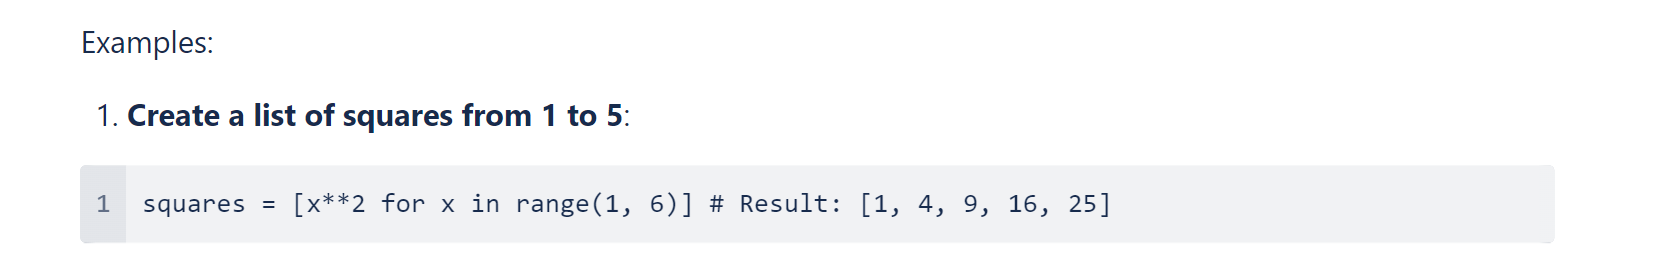 Examples:
1. Create a list of squares from 1 to 5:
1 squares = [x**2 for x in range(1, 6)] # Result: [1, 4, 9, 16, 25]